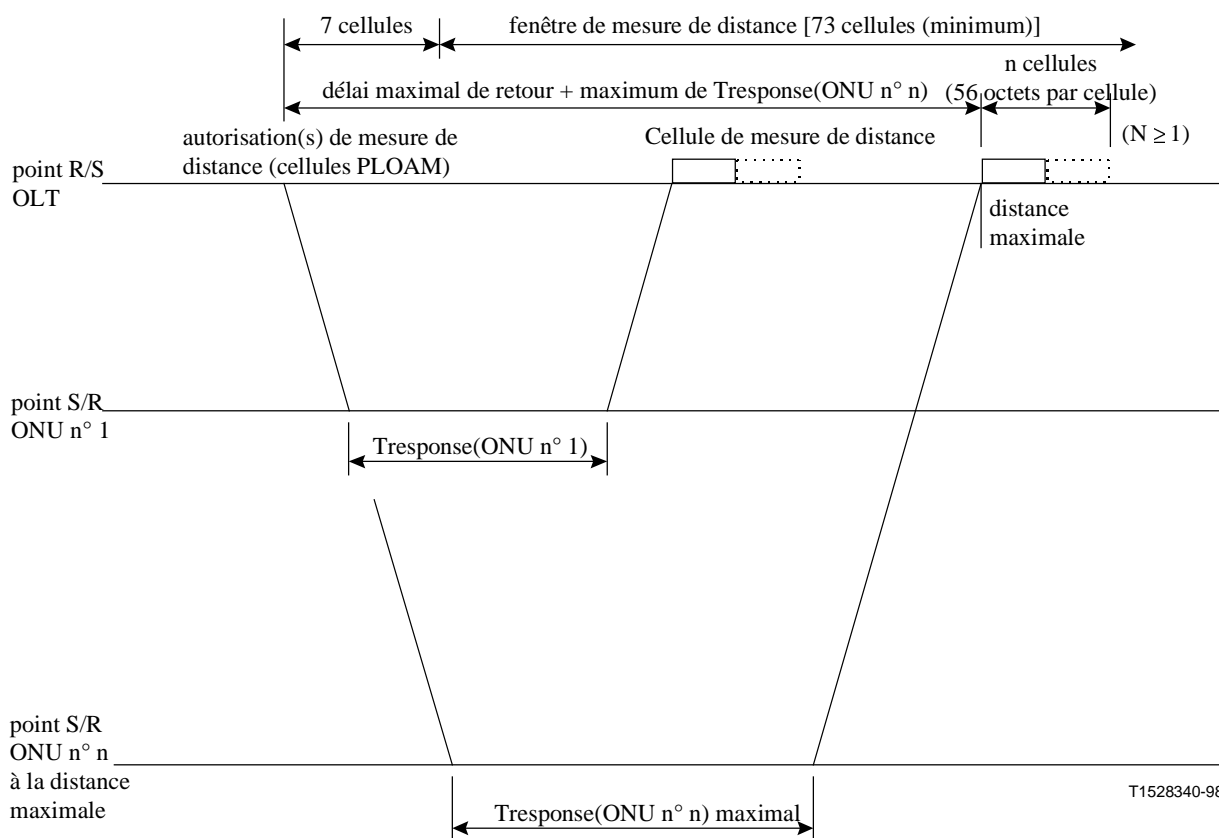 7 cellules
fenêtre de mesure de distance [73 cellules (minimum)]
n cellules
(56 octets par cellule)
délai maximal de retour + maximum de Tresponse(ONU n° n)
(N ≥ 1)
autorisation(s) de mesure de
distance (cellules PLOAM)
Cellule de mesure de distance
point R/S
OLT
distance
maximale
point S/R
ONU n° 1
Tresponse(ONU n° 1)
point S/R
ONU n° n
à la distance
maximale
Tresponse(ONU n° n) maximal
T1528340-98